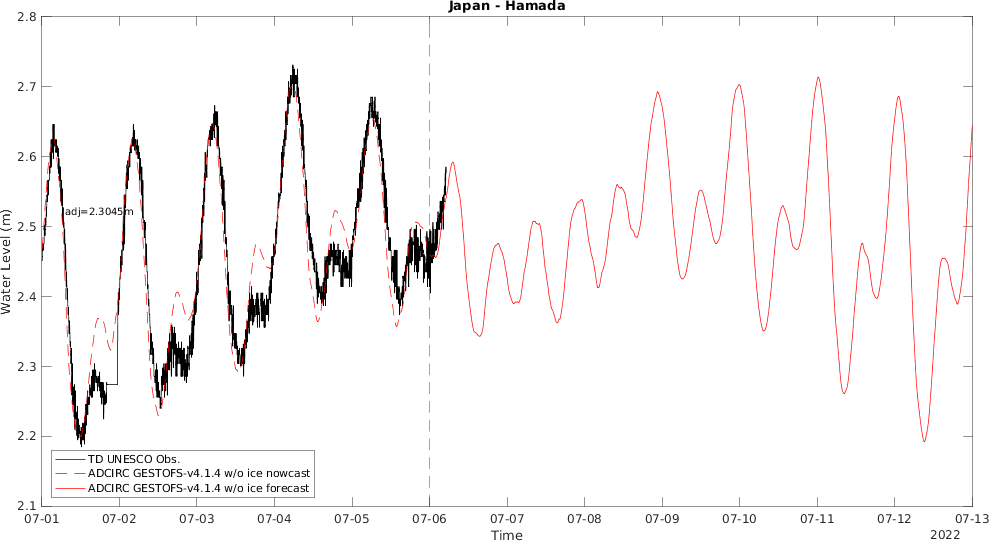 Japan - Hamada
2.8
2.7
2.6
2.5
2.4
2.3
2.2
2.1
Water Level (m)
adj=2.3045m
TD UNESCO Obs.
ADCIRC GESTOFS-v4.1.4 w/o ice nowcast
ADCIRC GESTOFS-v4.1.4 w/o ice forecast
07-01 07-02 07-03 07-04 07-05 07-06 07-07 07-08 07-09 07-10 07-11 07-12 07-13
Time
2022